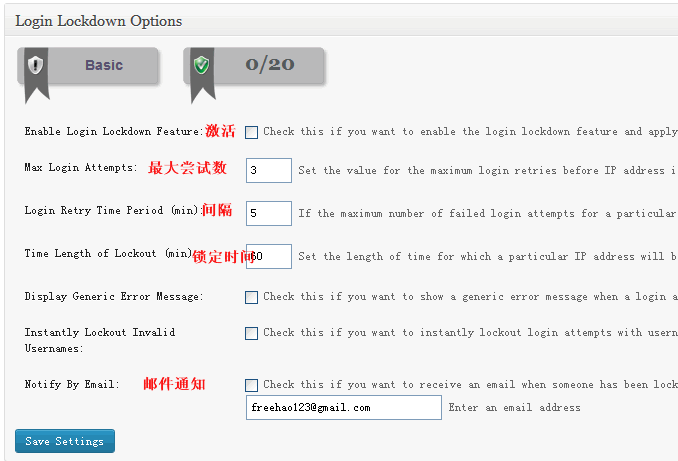 Login Lockdown Options
Basic 0/20
Enable Login Lockdown Feature: 激活 Check this if you want to enable the login lockdown feature and apply
Max Login Attempts: 最大尝试数 3 Set the value for the maximum login retries before IP address i
Login Retry Time Period (min): 间隔 5 If the maximum number of failed login attempts for a particular
Time Length of Lockout (min) 锁定时间 60 Set the length of time for which a particular IP address will b
Display Generic Error Message: Check this if you want to show a generic error message when a login a
Instantly Lockout Invalid Check this if you want to instantly lockout login attempts with usern
Usernames:
Notify By Email: 邮件通知 Check this if you want to receive an email when someone has been lock
freehao123@gmail.com Enter an email address
Save Settings